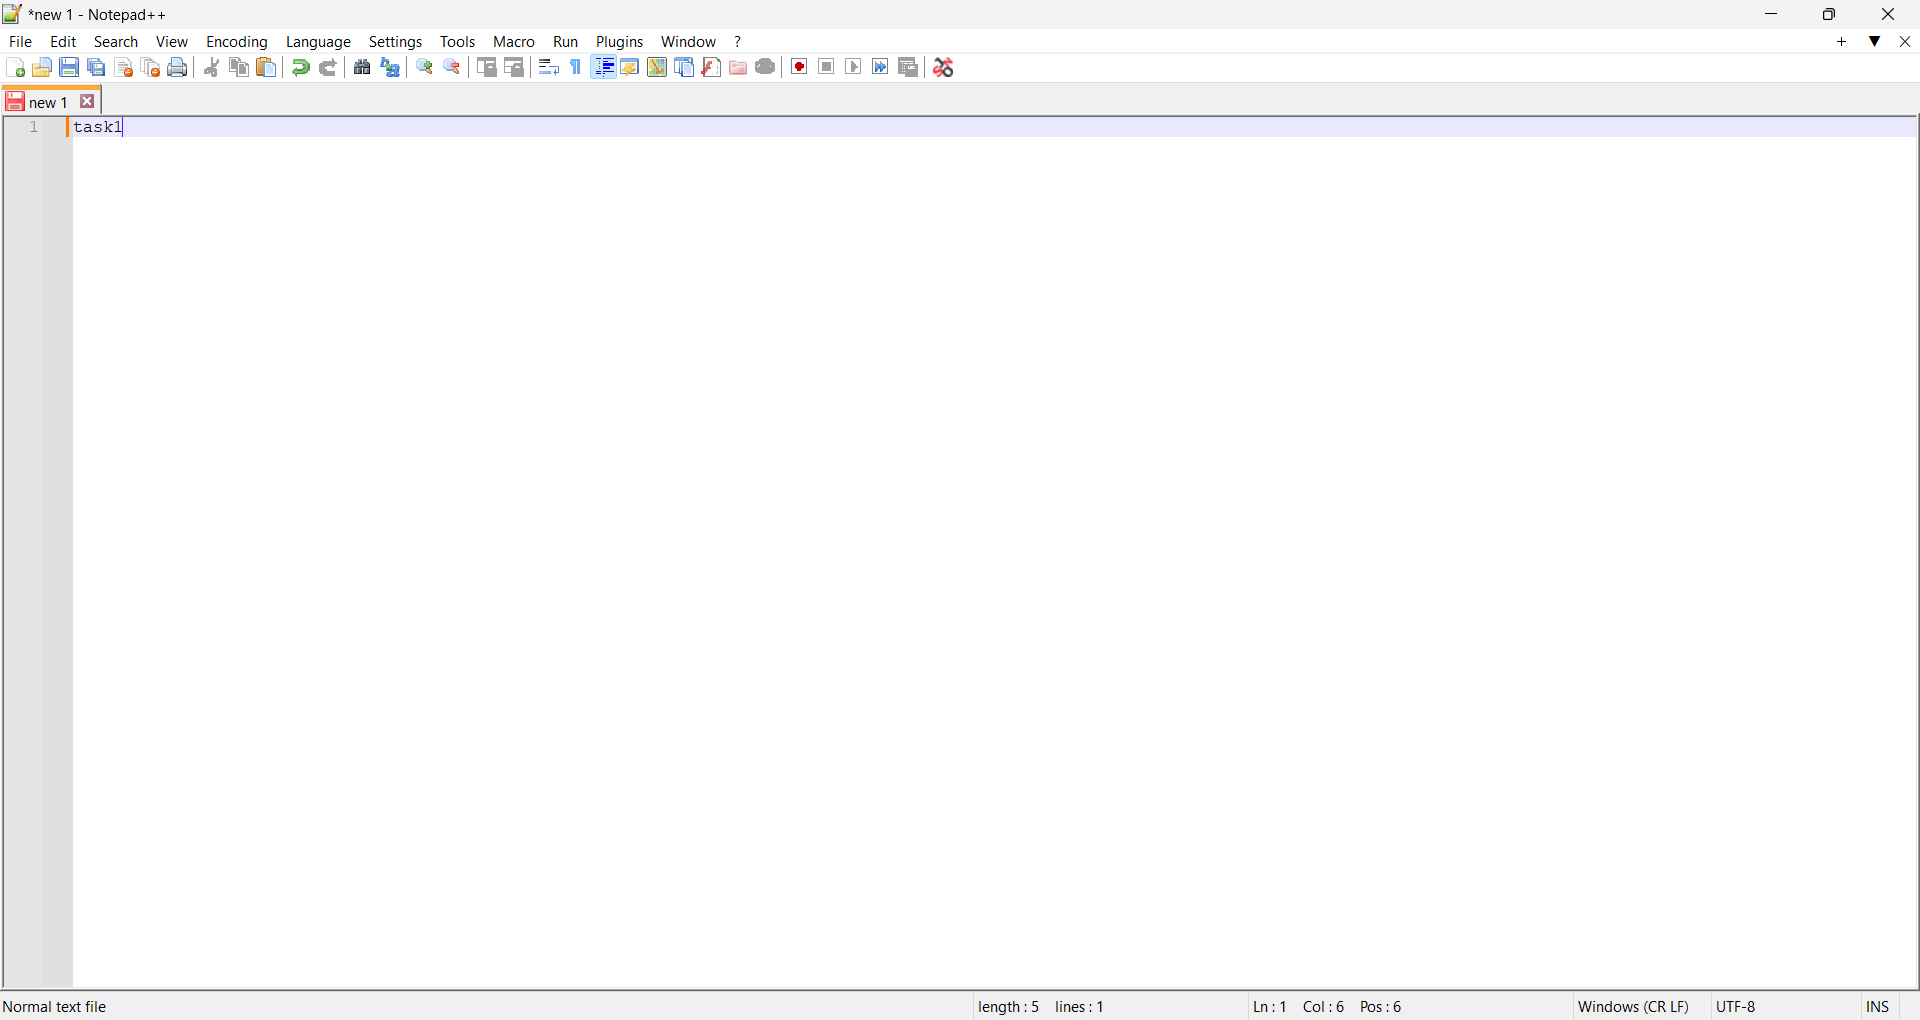 *new 1 - Notepad++
File Edit Search View Encoding Language Settings Tools Macro Run Plugins Window ?
new 1
1 task1
Normal text file length : 5 lines : 1 Ln : 1 Col : 6 Pos : 6 Windows (CR LF) UTF-8 INS